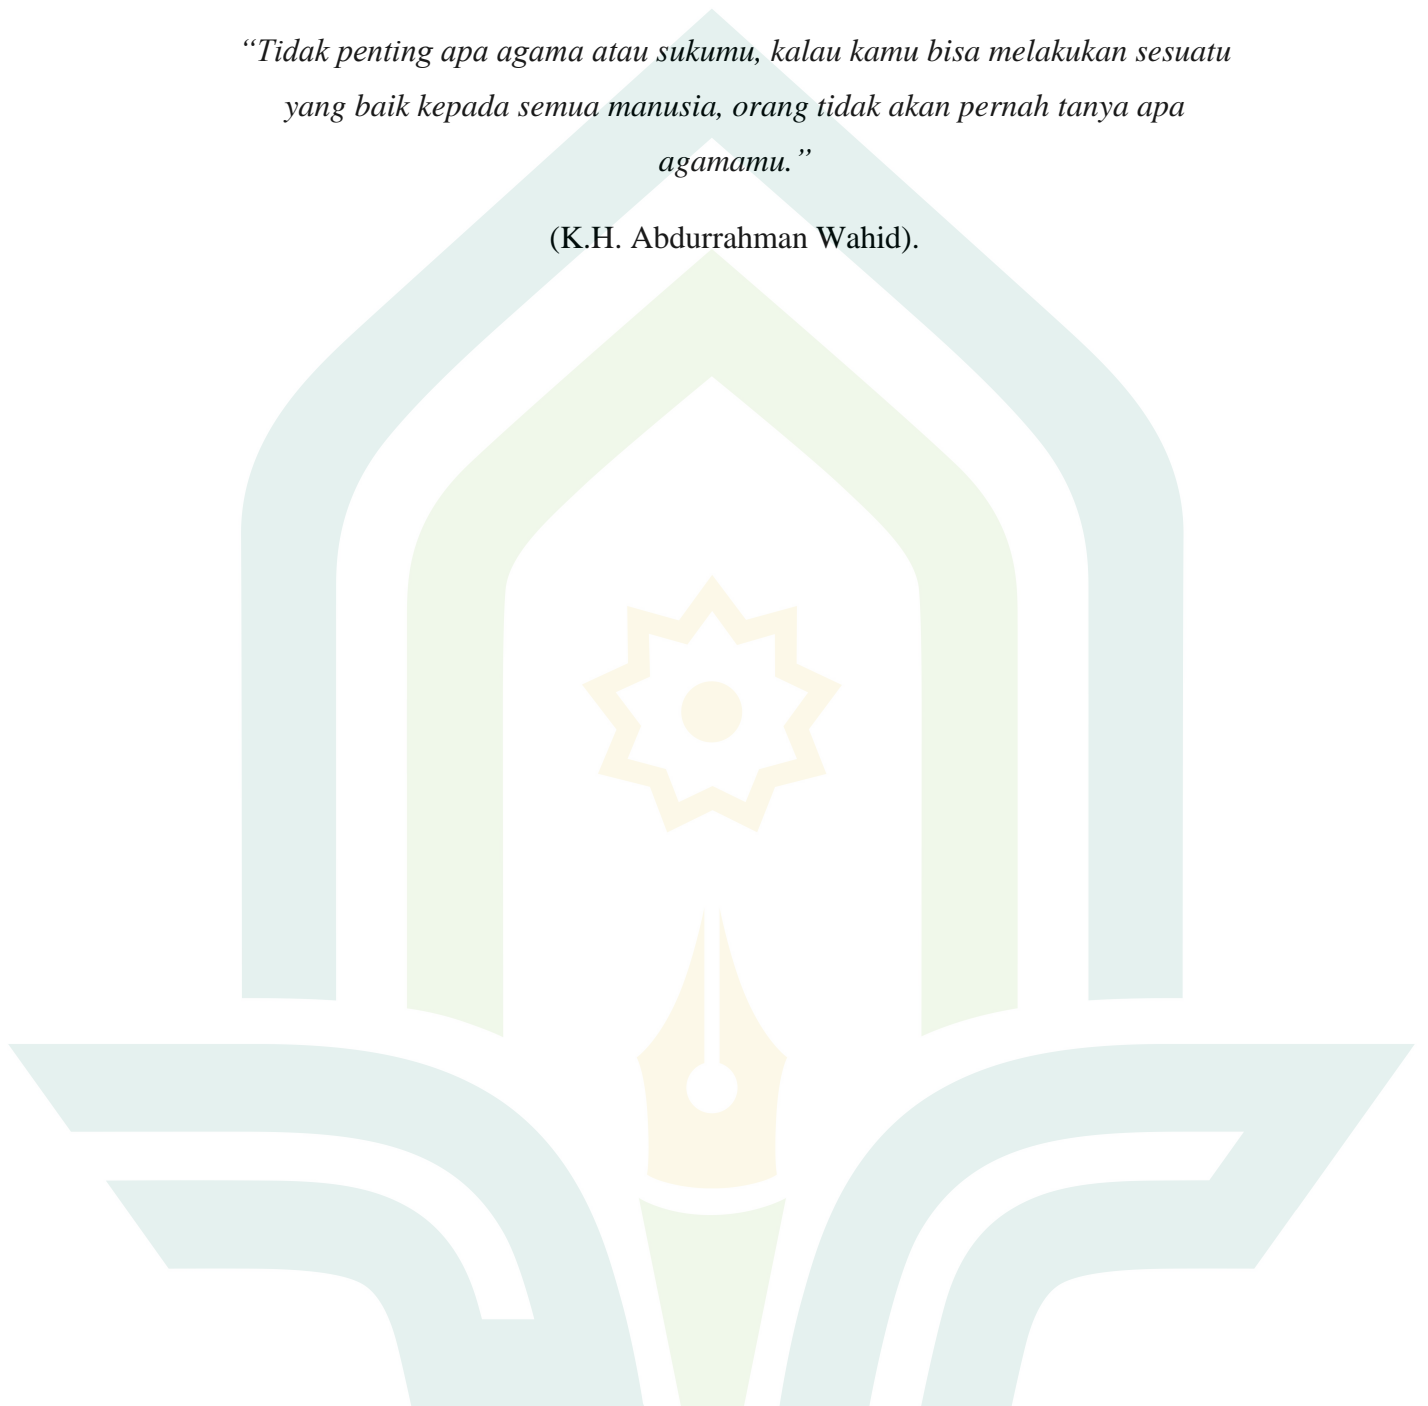 “Tidak penting apa agama atau sukumu, kalau kamu bisa melakukan sesuatu
yang baik kepada semua manusia, orang tidak akan pernah tanya apa
agamamu.”
(K.H. Abdurrahman Wahid).